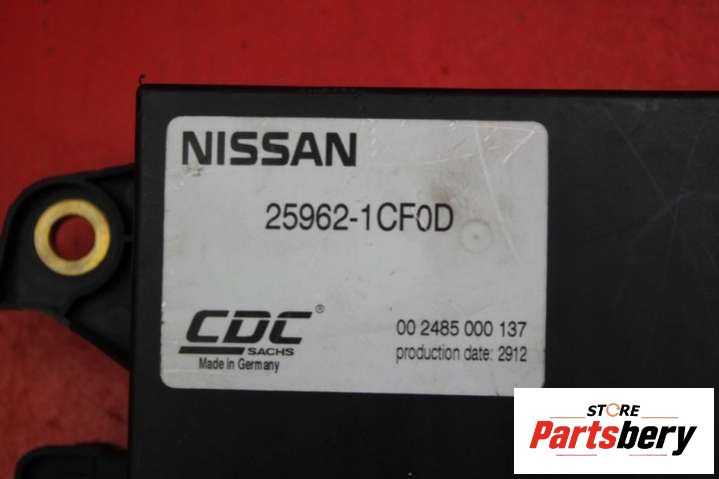 NISSAN
25962-1CF0D
CDC®
SACHS
Made in Germany
00 2485 000 137
production date: 2912
STORE
Partsbery